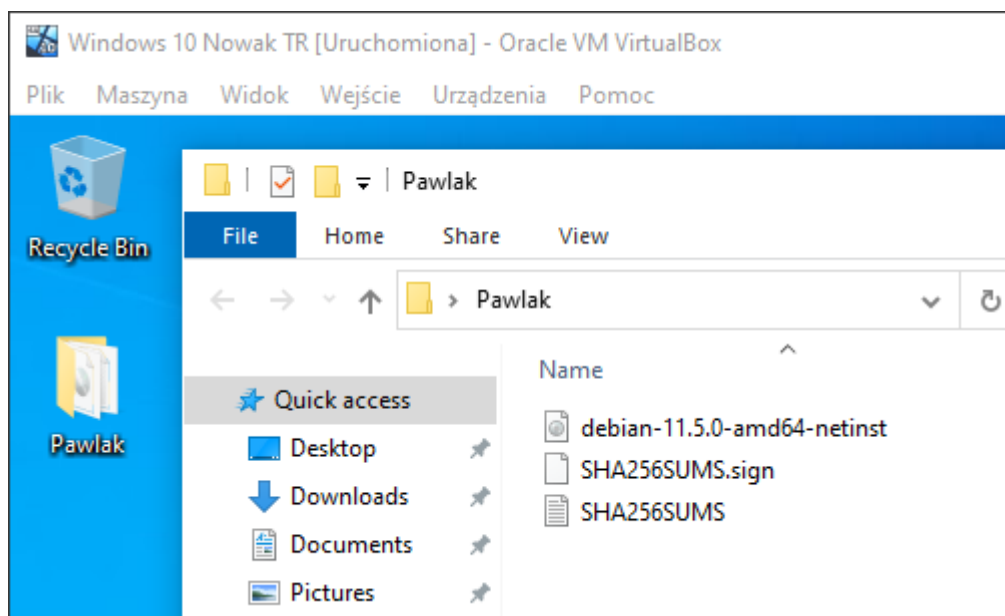 Windows 10 Nowak TR [Uruchomiona] - Oracle VM VirtualBox
Plik Maszyna Widok Wejście Urządzenia Pomoc
Recycle Bin
Pawlak
Pawlak
File Home Share View
Pawlak
Quick access
Desktop
Downloads
Documents
Pictures
Name
debian-11.5.0-amd64-netinst
SHA256SUMS.sign
SHA256SUMS